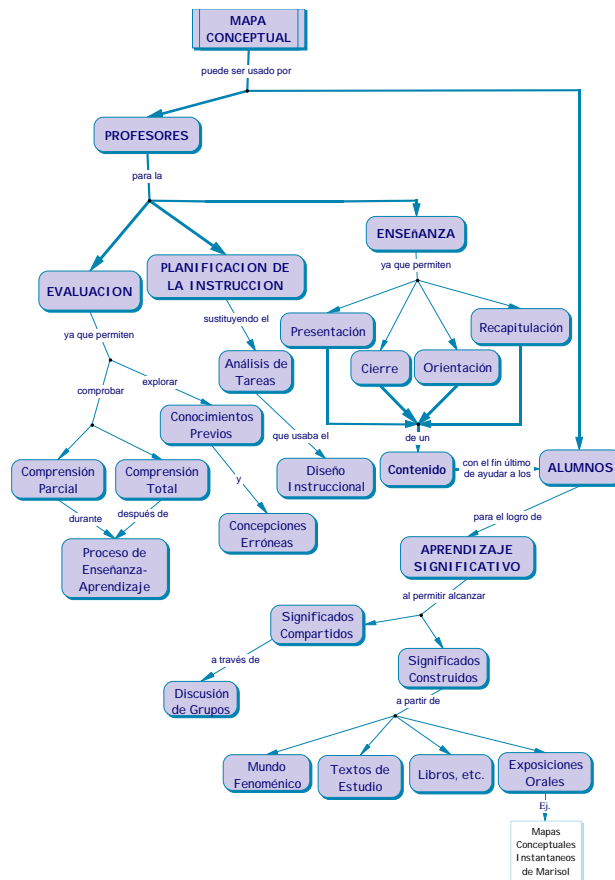 MAPA
CONCEPTUAL
puede ser usado por
PROFESORES
para la
ENSEñANZA
PLANIFICACION DE
LA INSTRUCCION
EVALUACION
ya que permiten
sustituyendo el
ya que permiten
Presentación
Recapitulación
Cierre
Orientación
Análisis de
Tareas
explorar
comprobar
Conocimientos
Previos
que usaba el
de un
Comprensión
Parcial
Comprensión
Total
y
Diseño
Instruccional
Contenido
con el fin último
de ayudar a los
ALUMNOS
durante
después de
Concepciones
Erróneas
para el logro de
Proceso de
Enseñanza-
Aprendizaje
APRENDIZAJE
SIGNIFICATIVO
al permitir alcanzar
Significados
Compartidos
Significados
Construidos
a través de
Discusión
de Grupos
a partir de
Mundo
Fenoménico
Textos de
Estudio
Libros, etc.
Exposiciones
Orales
Ej.
Mapas
Conceptuales
Instantaneos
de Marisol